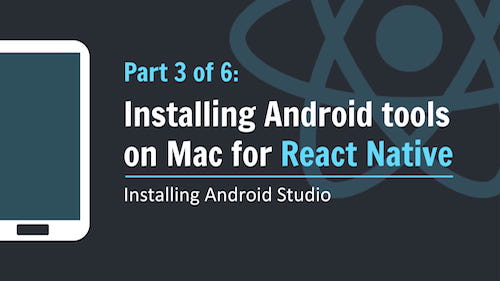 Part 3 of 6:
Installing Android tools
on Mac for React Native
Installing Android Studio